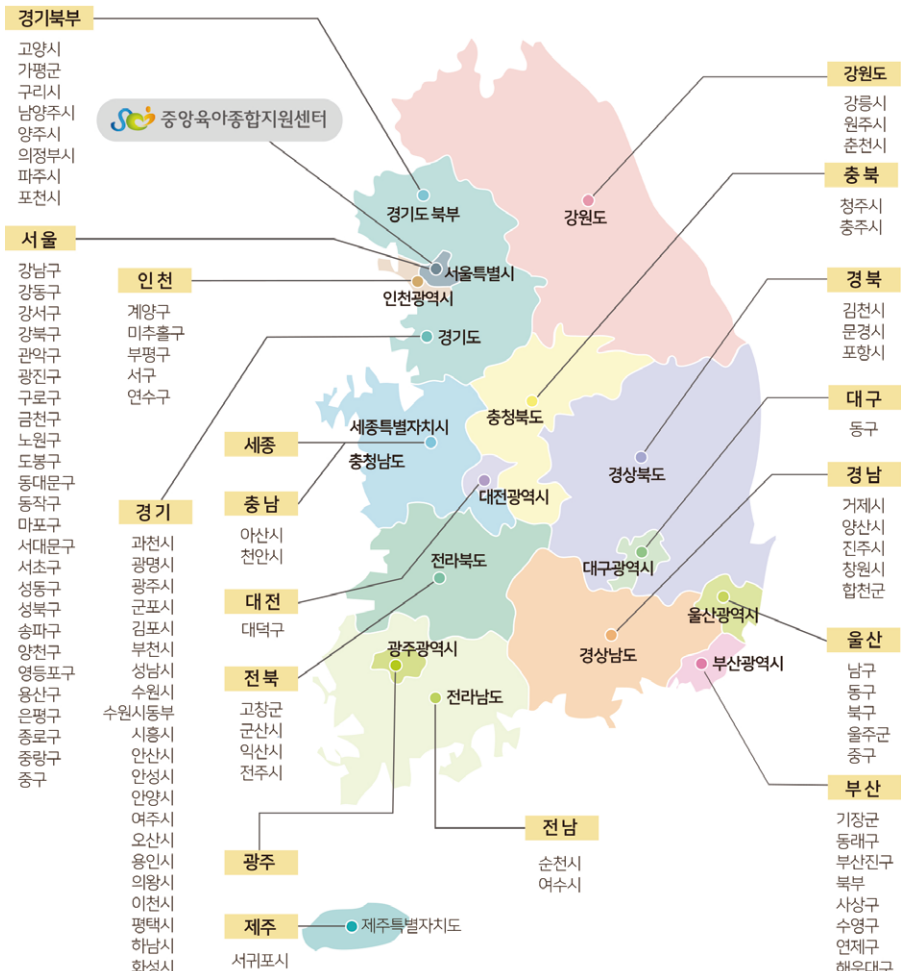 경기북부
고양시
가평군
구리시
남양주시
양주시
의정부시
파주시
포천시
중앙육아종합지원센터
서울
강남구
강동구
강서구
강북구
관악구
광진구
구로구
금천구
노원구
도봉구
동대문구
동작구
마포구
서대문구
서초구
성동구
성북구
송파구
양천구
영등포구
용산구
은평구
종로구
중랑구
중구
인천
계양구
미추홀구
부평구
서구
연수구
경기
과천시
광명시
광주시
군포시
김포시
부천시
성남시
수원시
수원시동부
시흥시
안산시
안성시
안양시
여주시
오산시
용인시
의왕시
이천시
평택시
하남시
화성시
세종
충남
아산시
천안시
대전
대덕구
전북
고창군
군산시
익산시
전주시
광주
제주
서귀포시
경기도 북부
서울특별시
인천광역시
경기도
강원도
충청북도
세종특별자치시
충청남도
대전광역시
경상북도
전라북도
대구광역시
울산광역시
광주광역시
경상남도
부산광역시
전라남도
제주특별자치도
전남
순천시
여수시
강원도
강릉시
원주시
춘천시
충북
청주시
충주시
경북
김천시
문경시
포항시
대구
동구
경남
거제시
양산시
진주시
창원시
합천군
울산
남구
동구
북구
울주군
중구
부산
기장군
동래구
부산진구
북부
사상구
수영구
연제구
해운대구